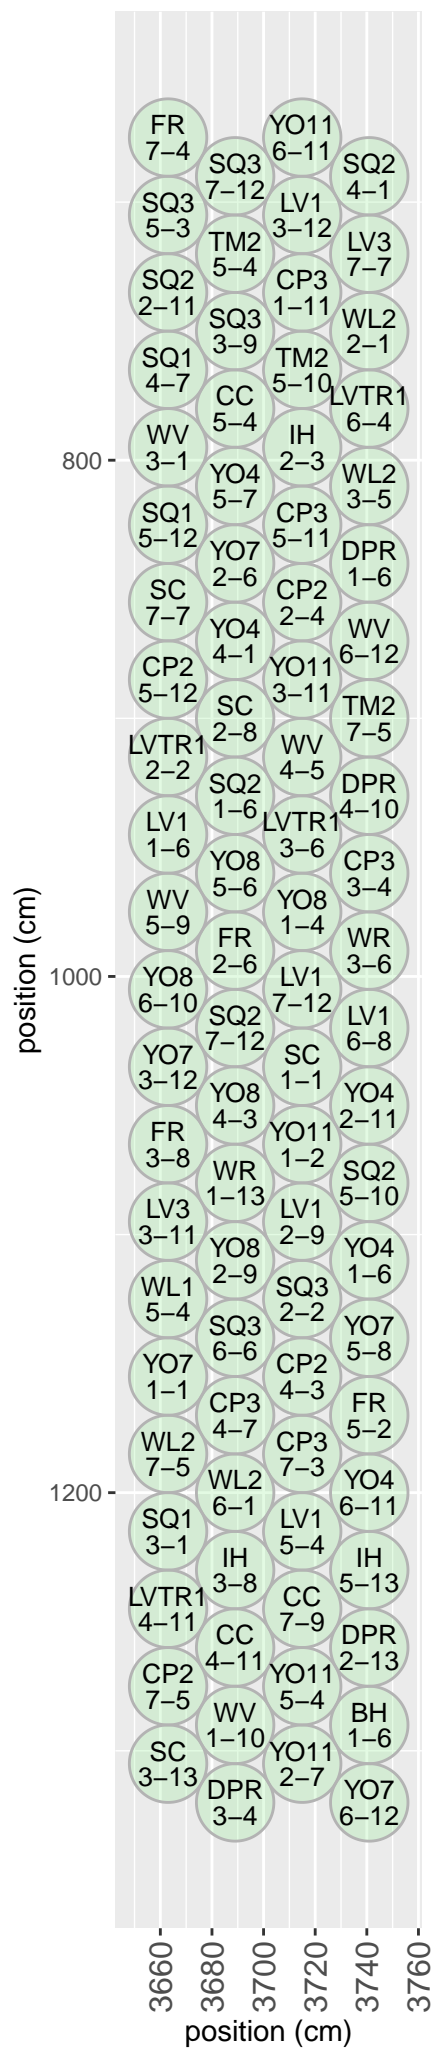 FR
7–4
YO11
6–11
SQ3
7–12
SQ2
4–1
SQ3
5–3
LV1
3–12
TM2
5–4
LV3
7–7
SQ2
2–11
CP3
1–11
SQ3
3–9
WL2
2–1
SQ1
4–7
TM2
5–10
CC
5–4
LVTR1
6–4
WV
3–1
IH
2–3
800
YO4
5–7
WL2
3–5
SQ1
5–12
CP3
5–11
YO7
2–6
DPR
1–6
SC
7–7
CP2
2–4
YO4
4–1
WV
6–12
CP2
5–12
YO11
3–11
SC
2–8
TM2
7–5
LVTR1
2–2
WV
4–5
SQ2
1–6
DPR
4–10
LV1
1–6
LVTR1
3–6
YO8
5–6
CP3
3–4
WV
5–9
YO8
1–4
FR
2–6
WR
3–6
position (cm)
1000
YO8
6–10
LV1
7–12
SQ2
7–12
LV1
6–8
YO7
3–12
SC
1–1
YO8
4–3
YO4
2–11
FR
3–8
YO11
1–2
WR
1–13
SQ2
5–10
LV3
3–11
LV1
2–9
YO8
2–9
YO4
1–6
WL1
5–4
SQ3
2–2
SQ3
6–6
YO7
5–8
YO7
1–1
CP2
4–3
CP3
4–7
FR
5–2
WL2
7–5
CP3
7–3
1200
WL2
6–1
YO4
6–11
SQ1
3–1
LV1
5–4
IH
3–8
IH
5–13
LVTR1
4–11
CC
7–9
CC
4–11
DPR
2–13
CP2
7–5
YO11
5–4
WV
1–10
BH
1–6
SC
3–13
YO11
2–7
DPR
3–4
YO7
6–12
3660
3680
3700
3720
3740
3760
position (cm)